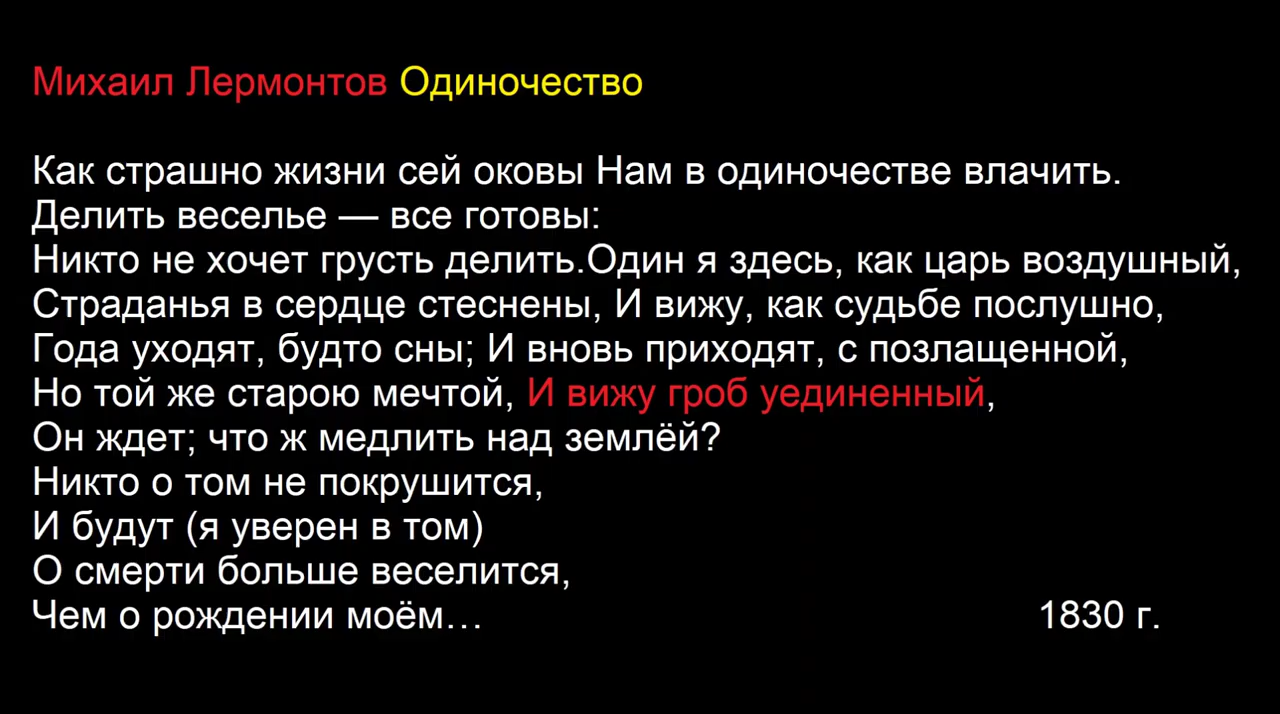 Михаил Лермонтов Одиночество
Как страшно жизни сей оковы Нам в одиночестве влачить.
Делить веселье — все готовы:
Никто не хочет грусть делить.Один я здесь, как царь воздушный,
Страданья в сердце стеснены, И вижу, как судьбе послушно,
Года уходят, будто сны; И вновь приходят, с позлащенной,
Но той же старою мечтой, И вижу гроб уединенный,
Он ждет; что ж медлить над землёй?
Никто о том не покрушится,
И будут (я уверен в том)
О смерти больше веселится,
Чем о рождении моём… 1830 г.